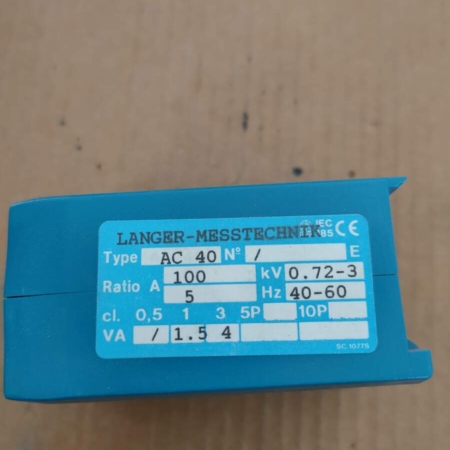 LANGER-MESSTECHNIK IEC 185 CE
Type AC 40 Nº / E
Ratio A 100 kV 0.72-3
5 Hz 40-60
cl. 0,5 1 3 5P 10P
VA / 1.5 4
SC.10775